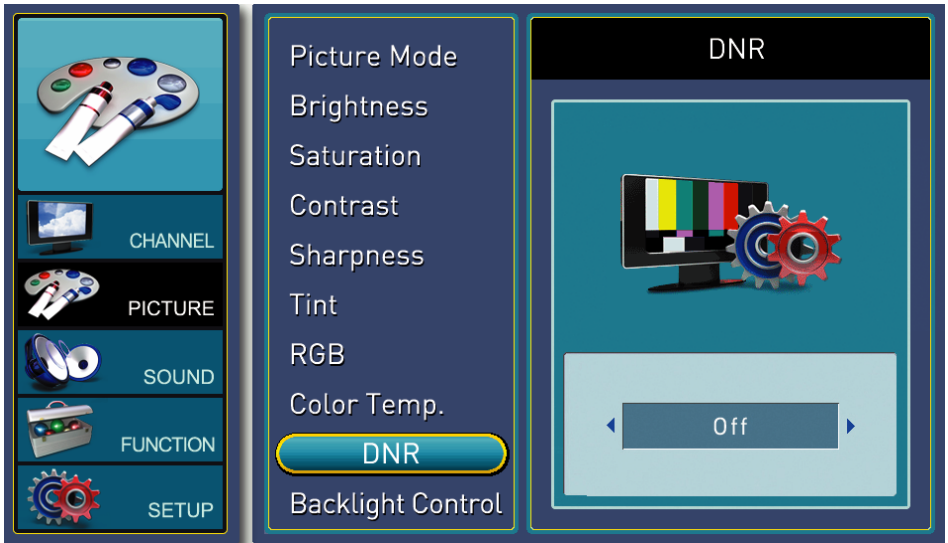 CHANNEL
PICTURE
SOUND
FUNCTION
SETUP
Picture Mode
Brightness
Saturation
Contrast
Sharpness
Tint
RGB
Color Temp.
DNR
Backlight Control
DNR
Off